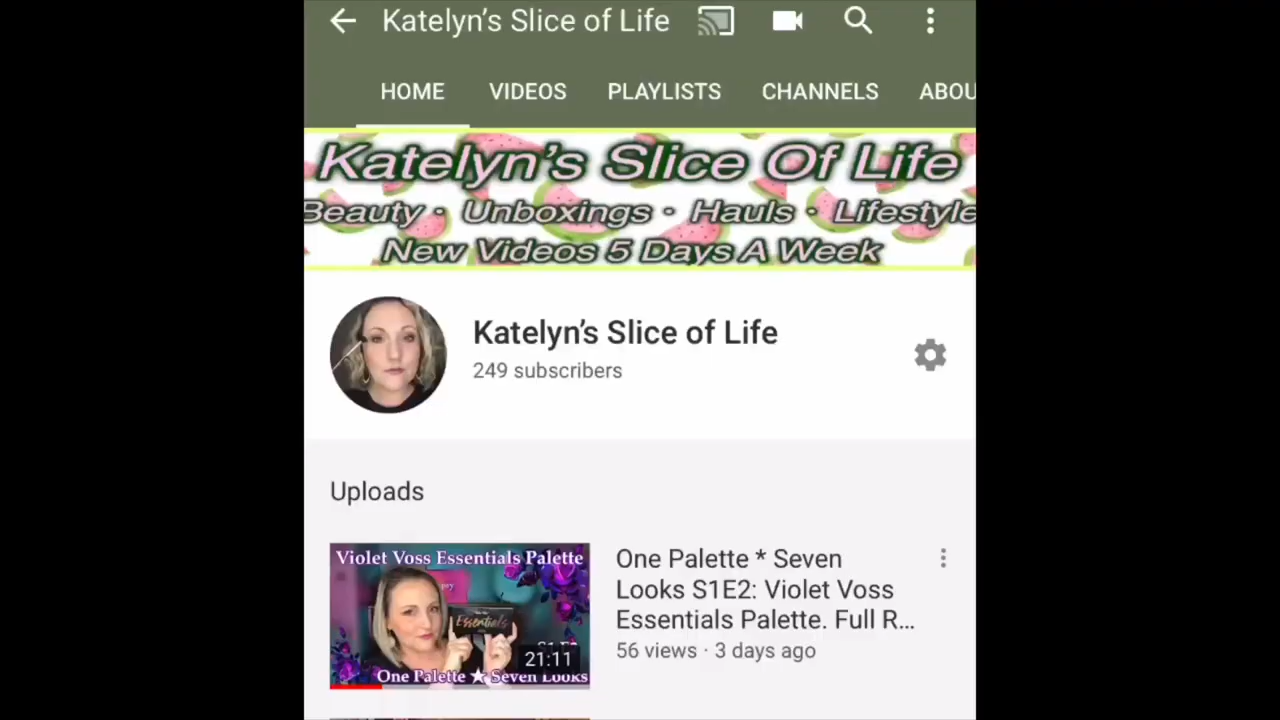 Katelyn's Slice of Life
HOME VIDEOS PLAYLISTS CHANNELS ABOU
Katelyn's Slice Of Life
Beauty • Unboxings • Hauls • Lifestyle
New Videos 5 Days A Week
Katelyn's Slice of Life
249 subscribers
Uploads
Violet Voss Essentials Palette
Essentials
S1 E2
21:11
One Palette ★ Seven Looks
One Palette * Seven
Looks S1E2: Violet Voss
Essentials Palette. Full R...
56 views · 3 days ago